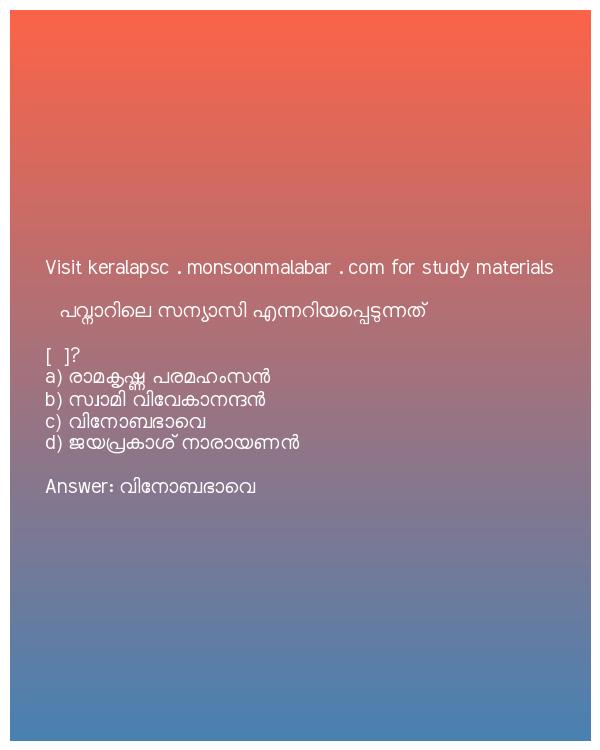 Visit keralapsc . monsoonmalabar . com for study materials
പവ്നാറിലെ സന്യാസി എന്നറിയപ്പെടുന്നത്
[ ]?
a) രാമകൃഷ്ണ പരമഹംസൻ
b) സ്വാമി വിവേകാനന്ദൻ
c) വിനോബഭാവെ
d) ജയപ്രകാശ് നാരായണൻ
Answer: വിനോബഭാവെ